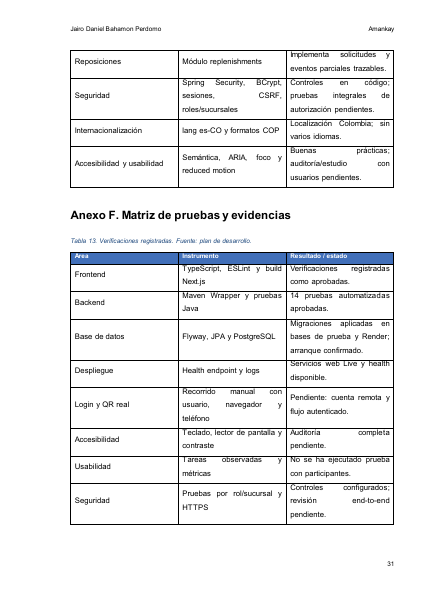 Jairo Daniel Bahamon Perdomo Amankay
Reposiciones
Módulo replenishments
Implementa solicitudes y
eventos parciales trazables.
Seguridad
Spring Security, BCrypt,
sesiones, CSRF,
roles/sucursales
Controles en código;
pruebas integrales de
autorización pendientes.
Internacionalización
lang es-CO y formatos COP
Localización Colombia; sin
varios idiomas.
Accesibilidad y usabilidad
Semántica, ARIA, foco y
reduced motion
Buenas prácticas;
auditoría/estudio con
usuarios pendientes.
Anexo F. Matriz de pruebas y evidencias
Tabla 13. Verificaciones registradas. Fuente: plan de desarrollo.
Área Instrumento Resultado / estado
Frontend
TypeScript, ESLint y build
Next.js
Verificaciones registradas
como aprobadas.
Backend
Maven Wrapper y pruebas
Java
14 pruebas automatizadas
aprobadas.
Base de datos
Flyway, JPA y PostgreSQL
Migraciones aplicadas en
bases de prueba y Render;
arranque confirmado.
Despliegue
Health endpoint y logs
Servicios web Live y health
disponible.
Login y QR real
Recorrido manual con
usuario, navegador y
teléfono
Pendiente: cuenta remota y
flujo autenticado.
Accesibilidad
Teclado, lector de pantalla y
contraste
Auditoría completa
pendiente.
Usabilidad
Tareas observadas y
métricas
No se ha ejecutado prueba
con participantes.
Seguridad
Pruebas por rol/sucursal y
HTTPS
Controles configurados;
revisión end-to-end
pendiente.
31